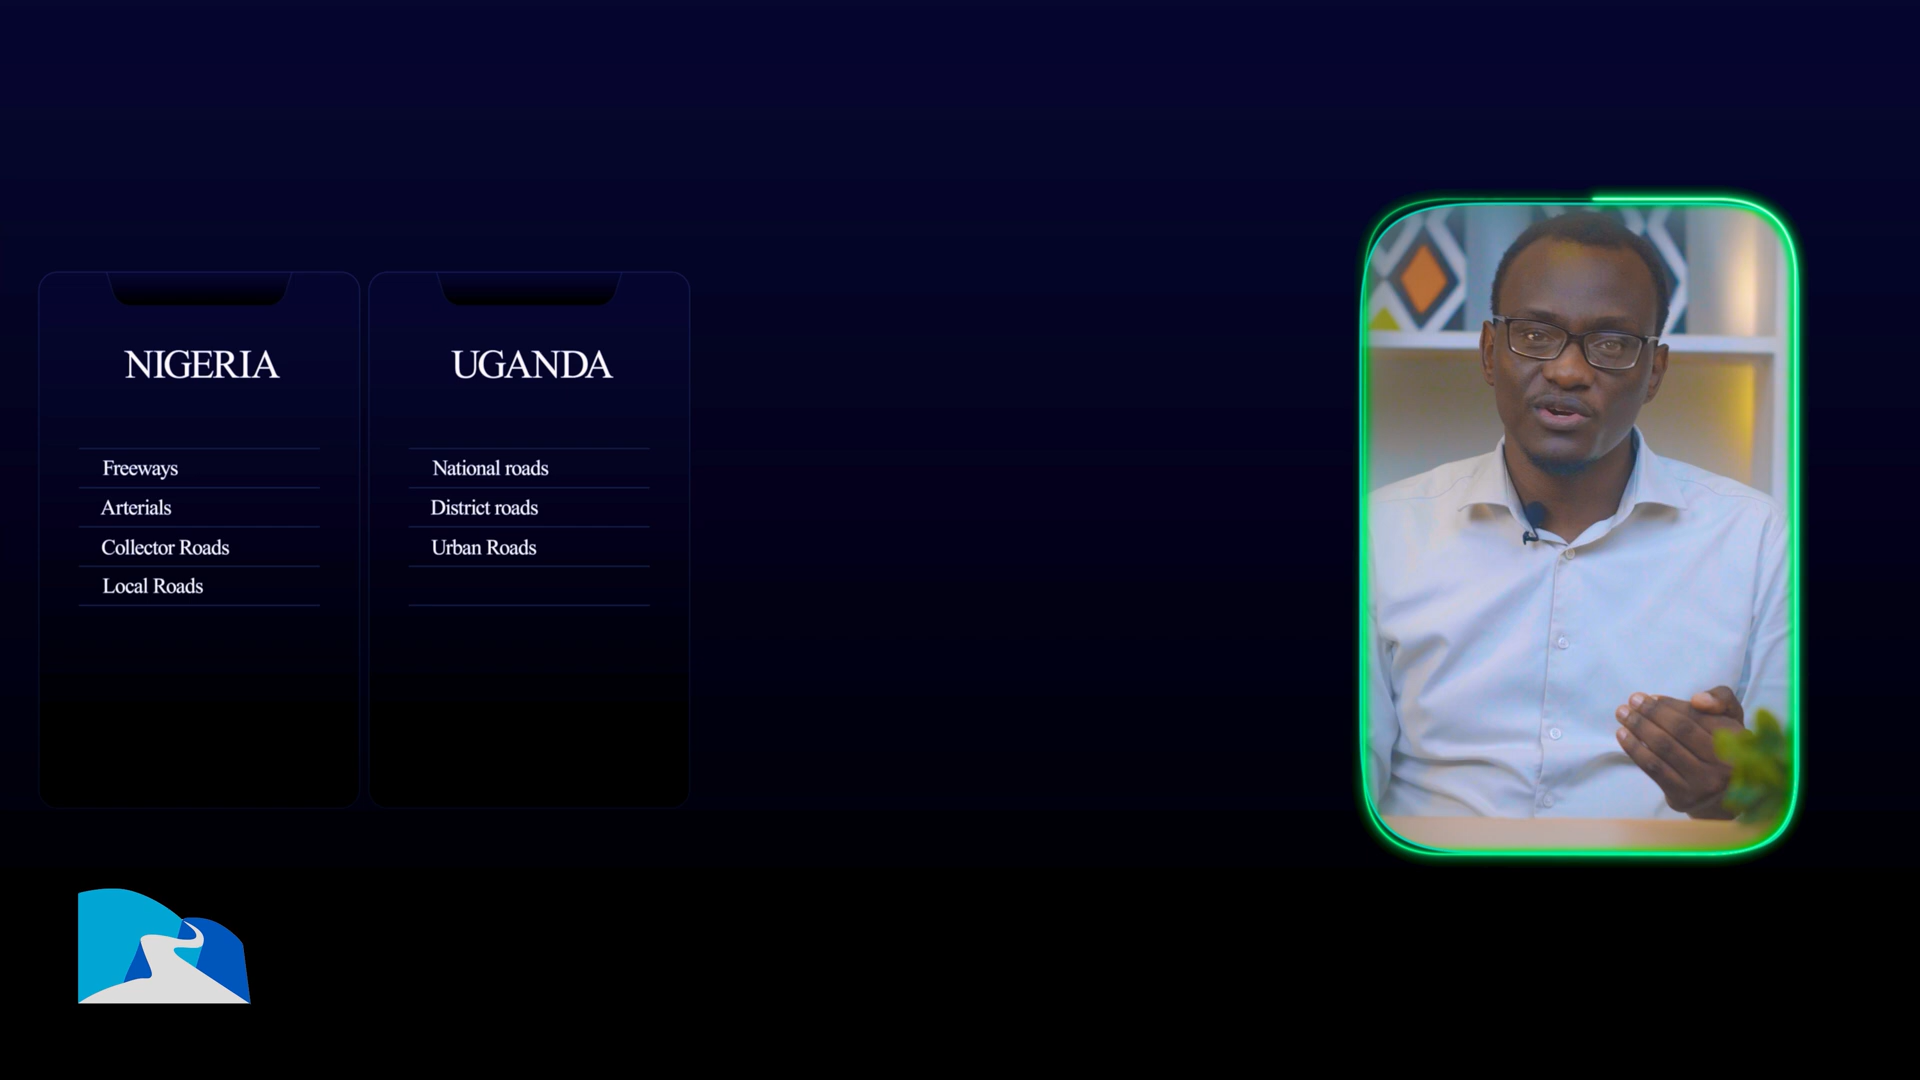 NIGERIA
Freeways
Arterials
Collector Roads
Local Roads
UGANDA
National roads
District roads
Urban Roads